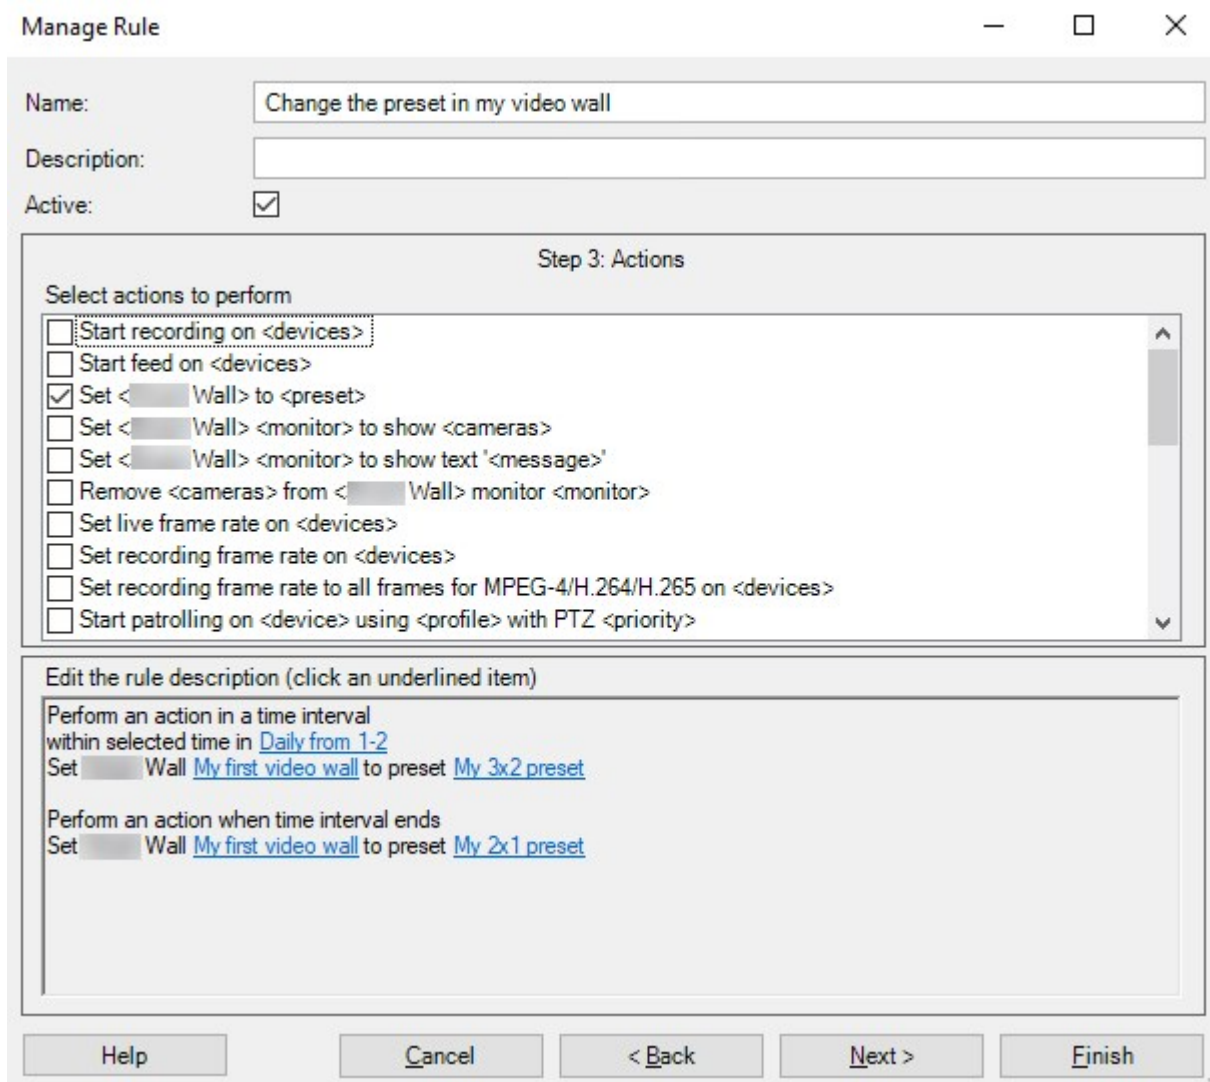 Manage Rule
Name: Change the preset in my video wall
Description:
Active:
Step 3: Actions
Select actions to perform
Start recording on <devices>
Start feed on <devices>
Set < Wall> to <preset>
Set < Wall> <monitor> to show <cameras>
Set < Wall> <monitor> to show text '<message>'
Remove <cameras> from < Wall> monitor <monitor>
Set live frame rate on <devices>
Set recording frame rate on <devices>
Set recording frame rate to all frames for MPEG-4/H.264/H.265 on <devices>
Start patrolling on <device> using <profile> with PTZ <priority>
Edit the rule description (click an underlined item)
Perform an action in a time interval
within selected time in Daily from 1-2
Set Wall My first video wall to preset My 3x2 preset
Perform an action when time interval ends
Set Wall My first video wall to preset My 2x1 preset
Help Cancel < Back Next > Finish